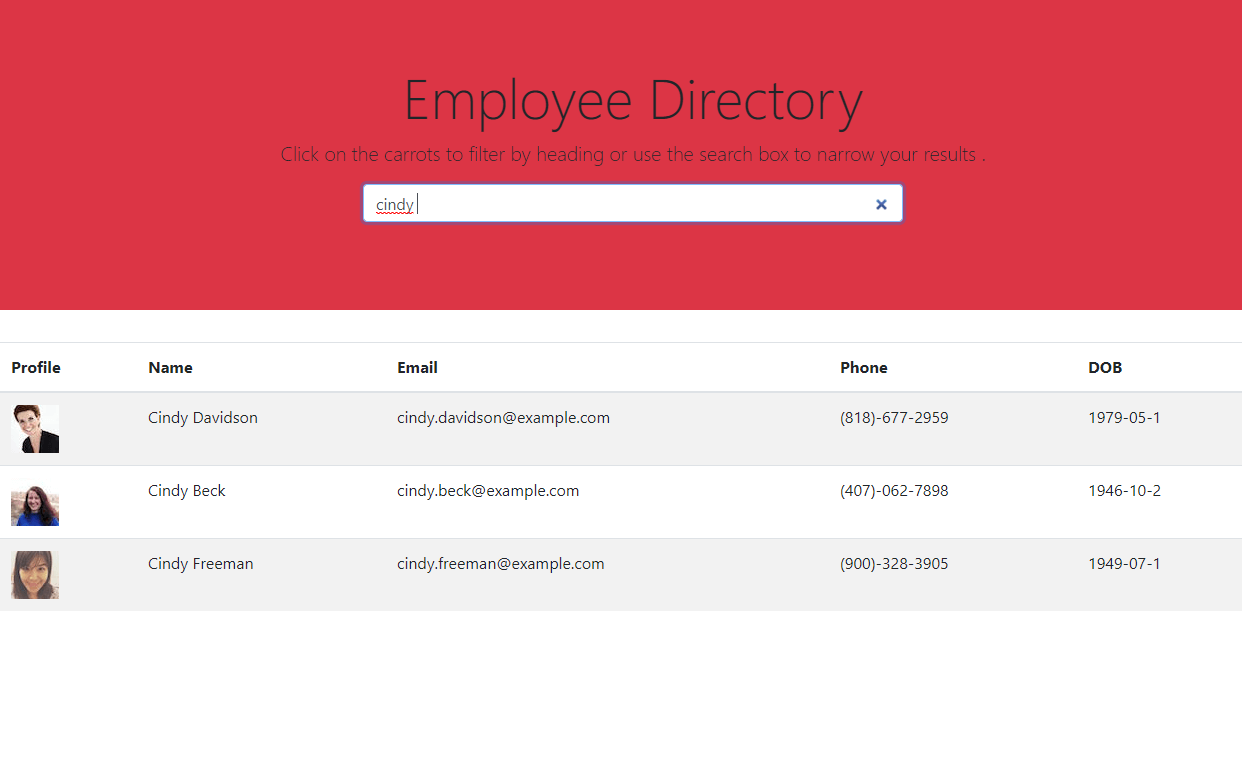 Employee Directory
Click on the carrots to filter by heading or use the search box to narrow your results .
cindy
Profile Name Email Phone DOB
Cindy Davidson cindy.davidson@example.com (818)-677-2959 1979-05-1
Cindy Beck cindy.beck@example.com (407)-062-7898 1946-10-2
Cindy Freeman cindy.freeman@example.com (900)-328-3905 1949-07-1